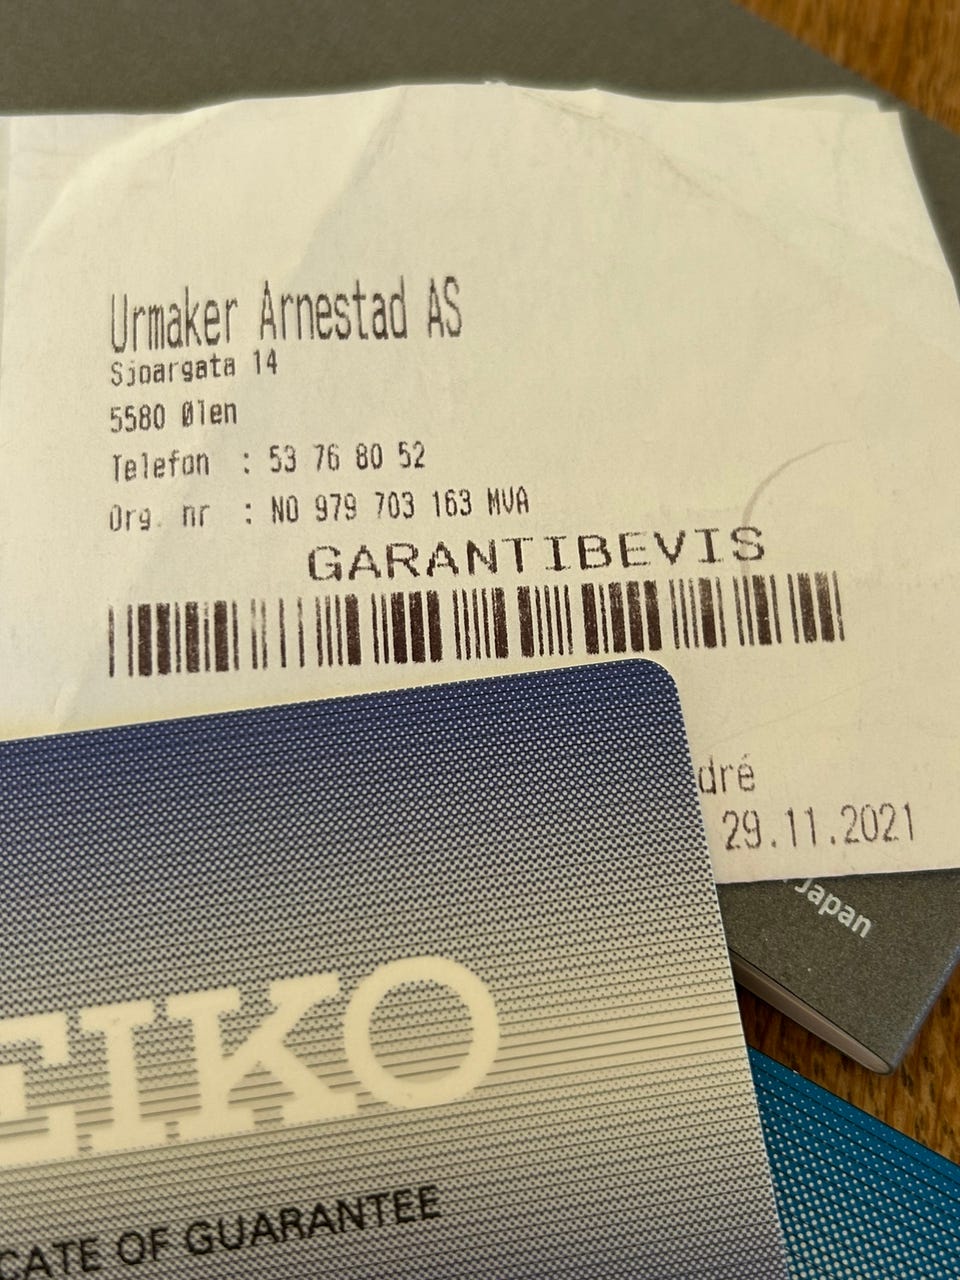 Urmaker Arnestad AS
Sjoargata 14
5580 Ølen
Telefon : 53 76 80 52
Org. nr : NO 979 703 163 MVA
GARANTIBEVIS
dré
29.11.2021
Japan
EIKO
CATE OF GUARANTEE